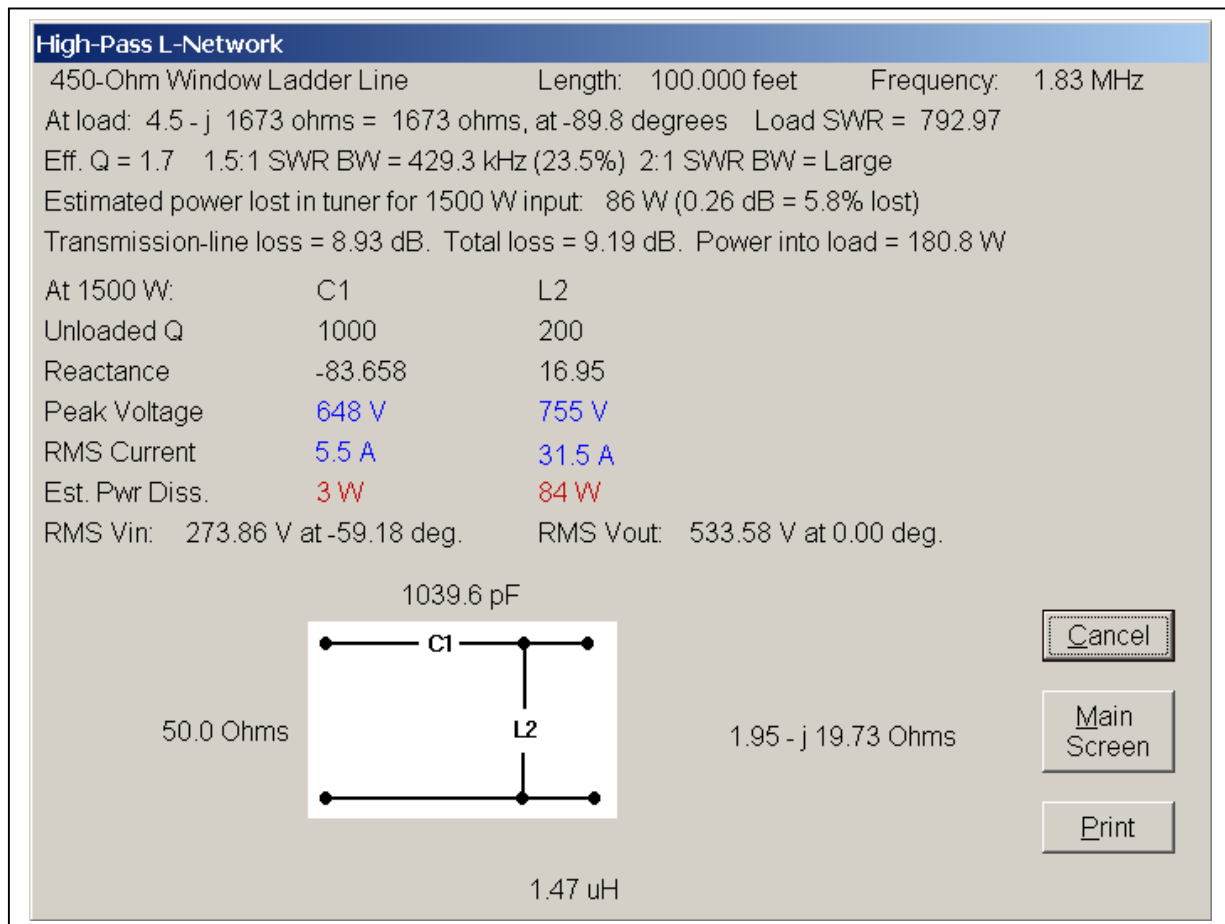 High-Pass L-Network
450-Ohm Window Ladder Line Length: 100.000 feet Frequency: 1.83 MHz
At load: 4.5 - j 1673 ohms = 1673 ohms, at -89.8 degrees Load SWR = 792.97
Eff. Q = 1.7 1.5:1 SWR BW = 429.3 kHz (23.5%) 2:1 SWR BW = Large
Estimated power lost in tuner for 1500 W input: 86 W (0.26 dB = 5.8% lost)
Transmission-line loss = 8.93 dB. Total loss = 9.19 dB. Power into load = 180.8 W
At 1500 W: C1 L2
Unloaded Q 1000 200
Reactance -83.658 16.95
Peak Voltage 648 V 755 V
RMS Current 5.5 A 31.5 A
Est. Pwr Diss. 3 W 84 W
RMS Vin: 273.86 V at -59.18 deg. RMS Vout: 533.58 V at 0.00 deg.
1039.6 pF
C1
Cancel
50.0 Ohms L2 1.95 - j 19.73 Ohms
Main
Screen
Print
1.47 uH